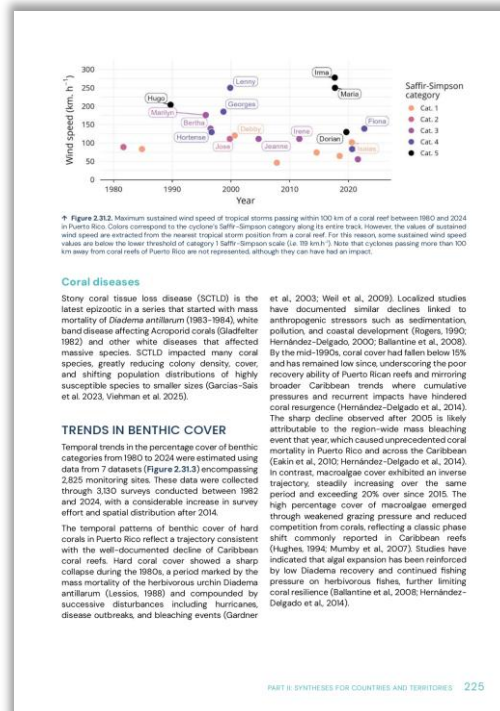 300
250
200
150
100
50
0
Wind speed (km. h⁻¹)
Hugo
Marilyn
Bertha
Hortense
Lenny
Georges
Debby
Jose
Jeanne
Irene
Irma
Maria
Dorian
Fiona
1980
1990
2000
2010
2020
Year
Saffir-Simpson
category
Cat. 1
Cat. 2
Cat. 3
Cat. 4
Cat. 5
↑ Figure 2.31.2. Maximum sustained wind speed of tropical storms passing within 100 km of a coral reef between 1980 and 2024
in Puerto Rico. Colors correspond to the cyclone's Saffir-Simpson category along its entire track. However, the values of sustained
wind speed are extracted from the nearest tropical storm position from a coral reef. For this reason, some sustained wind speed
values are below the lower threshold of category 1 Saffir-Simpson scale (i.e. 119 km.h⁻¹). Note that cyclones passing more than 100
km away from coral reefs of Puerto Rico are not represented, although they can have had an impact.
Coral diseases
Stony coral tissue loss disease (SCTLD) is the
latest epizootic in a series that started with mass
mortality of Diadema antillarum (1983-1984), white
band disease affecting Acroporid corals (Gladfelter
1982) and other white diseases that affected
massive species. SCTLD impacted many coral
species, greatly reducing colony density, cover,
and shifting population distributions of highly
susceptible species to smaller sizes (Garcias-Sais
et al. 2023, Viehman et al. 2025).
TRENDS IN BENTHIC COVER
Temporal trends in the percentage cover of benthic
categories from 1980 to 2024 were estimated using
data from 7 datasets (Figure 2.31.3) encompassing
2,825 monitoring sites. These data were collected
through 3,130 surveys conducted between 1982
and 2024, with a considerable increase in survey
effort and spatial distribution after 2014.
The temporal patterns of benthic cover of hard
corals in Puerto Rico reflect a trajectory consistent
with the well-documented decline of Caribbean
coral reefs. Hard coral cover showed a sharp
collapse during the 1980s, a period marked by the
mass mortality of the herbivorous urchin Diadema
antillarum (Lessios, 1988) and compounded by
successive disturbances including hurricanes,
disease outbreaks, and bleaching events (Gardner
et al., 2003; Weil et al., 2009). Localized studies
have documented similar declines linked to
anthropogenic stressors such as sedimentation,
pollution, and coastal development (Rogers, 1990;
Hernández-Delgado, 2000; Ballantine et al., 2008).
By the mid-1990s, coral cover had fallen below 15%
and has remained low since, underscoring the poor
recovery ability of Puerto Rican reefs and mirroring
broader Caribbean trends where cumulative
pressures and recurrent impacts have hindered
coral resurgence (Hernández-Delgado et al., 2014).
The sharp decline observed after 2005 is likely
attributable to the region-wide mass bleaching
event that year, which caused unprecedented coral
mortality in Puerto Rico and across the Caribbean
(Eakin et al., 2010; Hernández-Delgado et al., 2014).
In contrast, macroalgae cover exhibited an inverse
trajectory, steadily increasing over the same
period and exceeding 20% over since 2015. The
high percentage cover of macroalgae emerged
through weakened grazing pressure and reduced
competition from corals, reflecting a classic phase
shift commonly reported in Caribbean reefs
(Hughes, 1994; Mumby et al., 2007). Studies have
indicated that algal expansion has been reinforced
by low Diadema recovery and continued fishing
pressure on herbivorous fishes, further limiting
coral resilience (Ballantine et al., 2008; Hernández-
Delgado et al., 2014).
PART II: SYNTHESES FOR COUNTRIES AND TERRITORIES 225